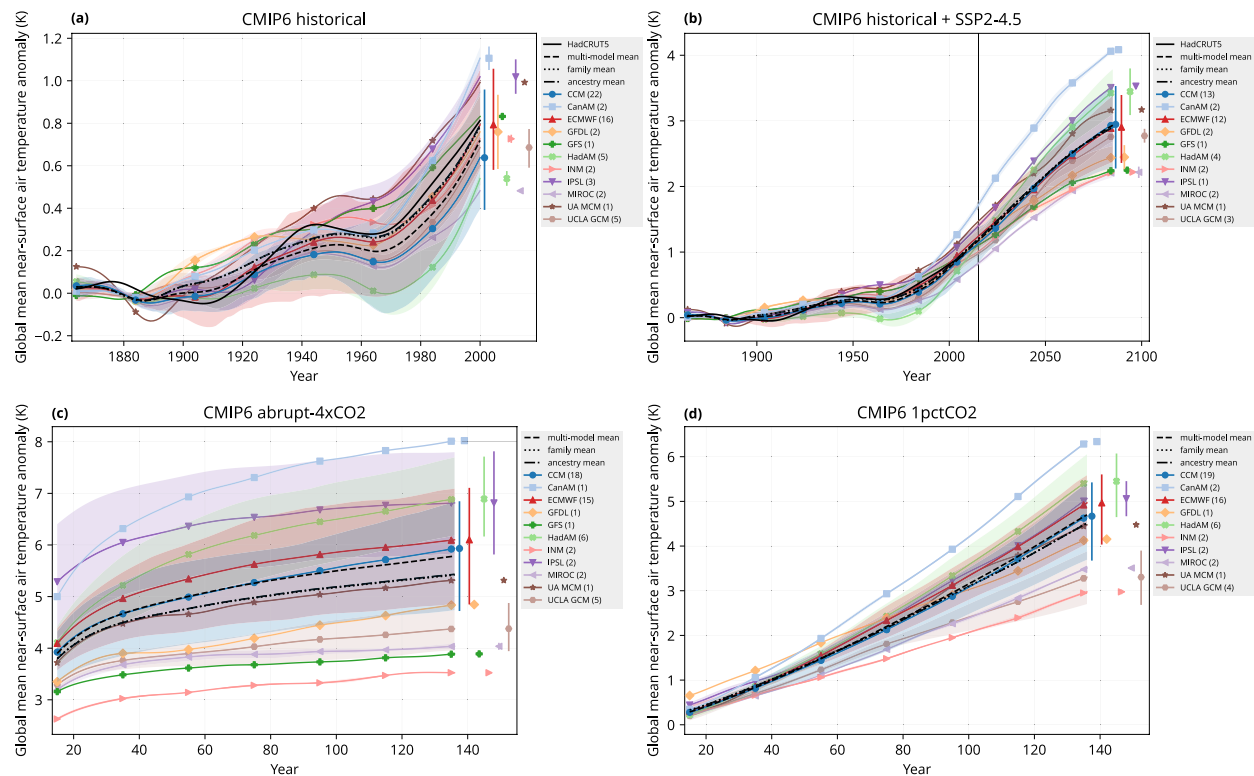 (a)
CMIP6 historical
Global mean near-surface air temperature anomaly (K)
1.2
1.0
0.8
0.6
0.4
0.2
0.0
−0.2
1880
1900
1920
1940
1960
1980
2000
Year
HadCRUT5
multi-model mean
family mean
ancestry mean
CCM (22)
CanAM (2)
ECMWF (16)
GFDL (2)
GFS (1)
HadAM (5)
INM (2)
IPSL (3)
MIROC (2)
UA MCM (1)
UCLA GCM (5)
(b)
CMIP6 historical + SSP2-4.5
Global mean near-surface air temperature anomaly (K)
4
3
2
1
0
1900
1950
2000
2050
2100
Year
HadCRUT5
multi-model mean
family mean
ancestry mean
CCM (13)
CanAM (2)
ECMWF (12)
GFDL (2)
GFS (1)
HadAM (4)
INM (2)
IPSL (1)
MIROC (2)
UA MCM (1)
UCLA GCM (3)
(c)
CMIP6 abrupt-4xCO2
Global mean near-surface air temperature anomaly (K)
8
7
6
5
4
3
20
40
60
80
100
120
140
Year
multi-model mean
family mean
ancestry mean
CCM (18)
CanAM (1)
ECMWF (15)
GFDL (1)
GFS (1)
HadAM (6)
INM (2)
IPSL (2)
MIROC (2)
UA MCM (1)
UCLA GCM (5)
(d)
CMIP6 1pctCO2
Global mean near-surface air temperature anomaly (K)
6
5
4
3
2
1
0
20
40
60
80
100
120
140
Year
multi-model mean
family mean
ancestry mean
CCM (19)
CanAM (2)
ECMWF (16)
GFDL (1)
HadAM (6)
INM (2)
IPSL (2)
MIROC (2)
UA MCM (1)
UCLA GCM (4)